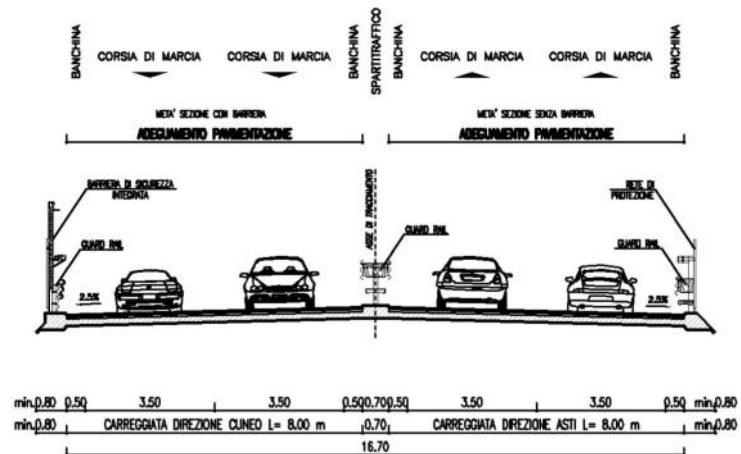 BANCHINA
CORSIA DI MARCIA
CORSIA DI MARCIA
BANCHINA
SPARTITRAFFICO
BANCHINA
CORSIA DI MARCIA
CORSIA DI MARCIA
BANCHINA
META' SEZIONE CON BARRIERA
ADEGUAMENTO PAVIMENTAZIONE
META' SEZIONE SENZA BARRIERA
ADEGUAMENTO PAVIMENTAZIONE
BARRIERA DI SICUREZZA
INTEGRATA
GUARD RAIL
ASSE DI TRACCIAMENTO
GUARD RAIL
RETE DI
PROTEZIONE
GUARD RAIL
2.5%
2.5%
min.0.80 0.50 3.50 3.50 0.50 0.70 0.50 3.50 3.50 0.50 min.0.80
min.0.80 CARREGGIATA DIREZIONE CUNEO L= 8.00 m 0.70 CARREGGIATA DIREZIONE ASTI L= 8.00 m min.0.80
16.70